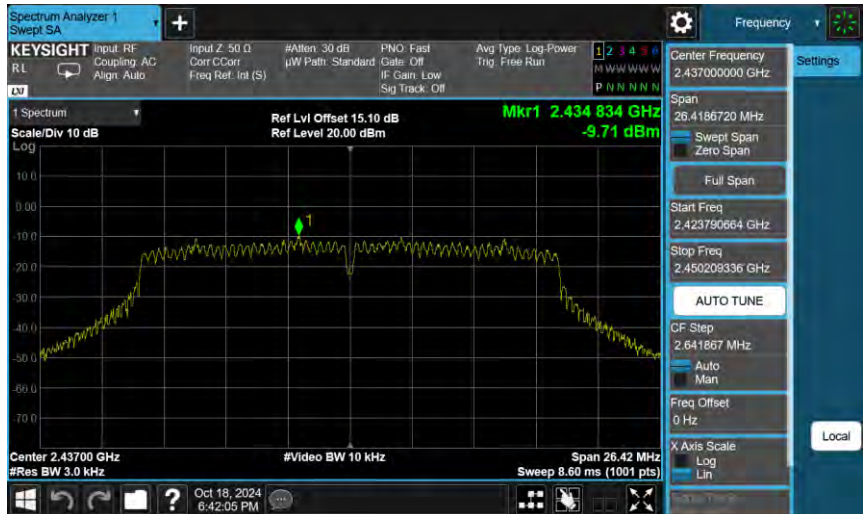 Spectrum Analyzer 1
Swept SA
+
Frequency
KEYSIGHT
RL
LXI
Input: RF
Coupling: AC
Align: Auto
Input Z: 50 Ω
Corr CCorr
Freq Ref: Int (S)
#Atten: 30 dB
µW Path: Standard
PNO: Fast
Gate: Off
IF Gain: Low
Sig Track: Off
Avg Type: Log-Power
Trig: Free Run
1 2 3 4 5 6
M W W W W W
P N N N N N
1 Spectrum
Scale/Div 10 dB
Log
Ref Lvl Offset 15.10 dB
Ref Level 20.00 dBm
Mkr1 2.434 834 GHz
-9.71 dBm
10.0
0.00
-10.0
-20.0
-30.0
-40.0
-50.0
-60.0
-70.0
1
Center 2.43700 GHz
#Res BW 3.0 kHz
#Video BW 10 kHz
Span 26.42 MHz
Sweep 8.60 ms (1001 pts)
?
Oct 18, 2024
6:42:05 PM
Center Frequency
2.437000000 GHz
Span
26.4186720 MHz
Swept Span
Zero Span
Full Span
Start Freq
2.423790664 GHz
Stop Freq
2.450209336 GHz
AUTO TUNE
CF Step
2.641867 MHz
Auto
Man
Freq Offset
0 Hz
X Axis Scale
Log
Lin
Settings
Local